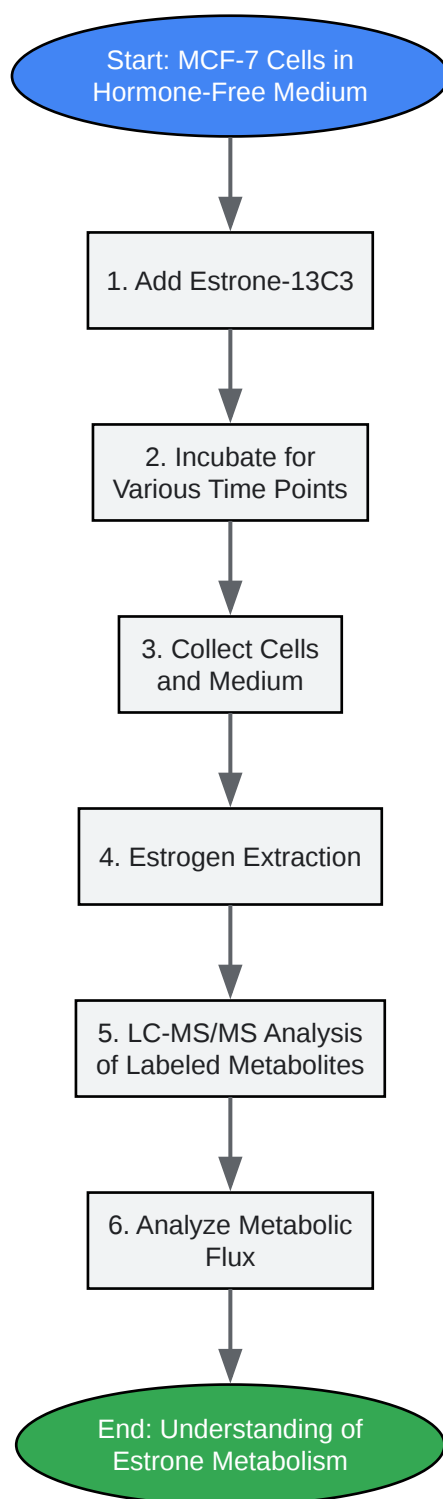 Start: MCF-7 Cells in
Hormone-Free Medium
1. Add Estrone-13C3
2. Incubate for
Various Time Points
3. Collect Cells
and Medium
4. Estrogen Extraction
5. LC-MS/MS Analysis
of Labeled Metabolites
6. Analyze Metabolic
Flux
End: Understanding of
Estrone Metabolism